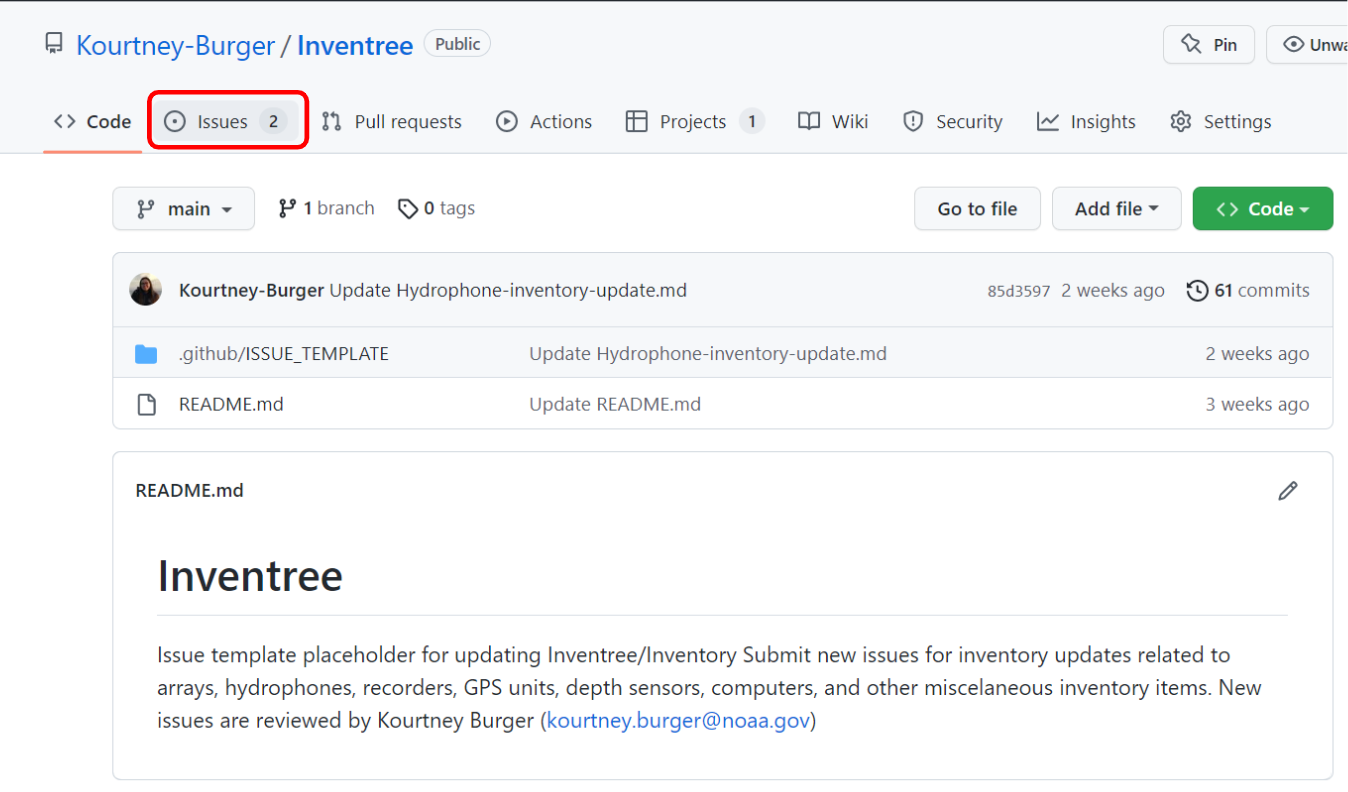 Kourtney-Burger / Inventree Public Pin
Code Issues 2 Pull requests Actions Projects 1 Wiki Security Insights Settings
main 1 branch 0 tags Go to file Add file Code
Kourtney-Burger Update Hydrophone-inventory-update.md 85d3597 2 weeks ago 61 commits
.github/ISSUE_TEMPLATE Update Hydrophone-inventory-update.md 2 weeks ago
README.md Update README.md 3 weeks ago
README.md
Inventree
Issue template placeholder for updating Inventree/Inventory Submit new issues for inventory updates related to
arrays, hydrophones, recorders, GPS units, depth sensors, computers, and other miscelaneous inventory items. New
issues are reviewed by Kourtney Burger (kourtney.burger@noaa.gov)